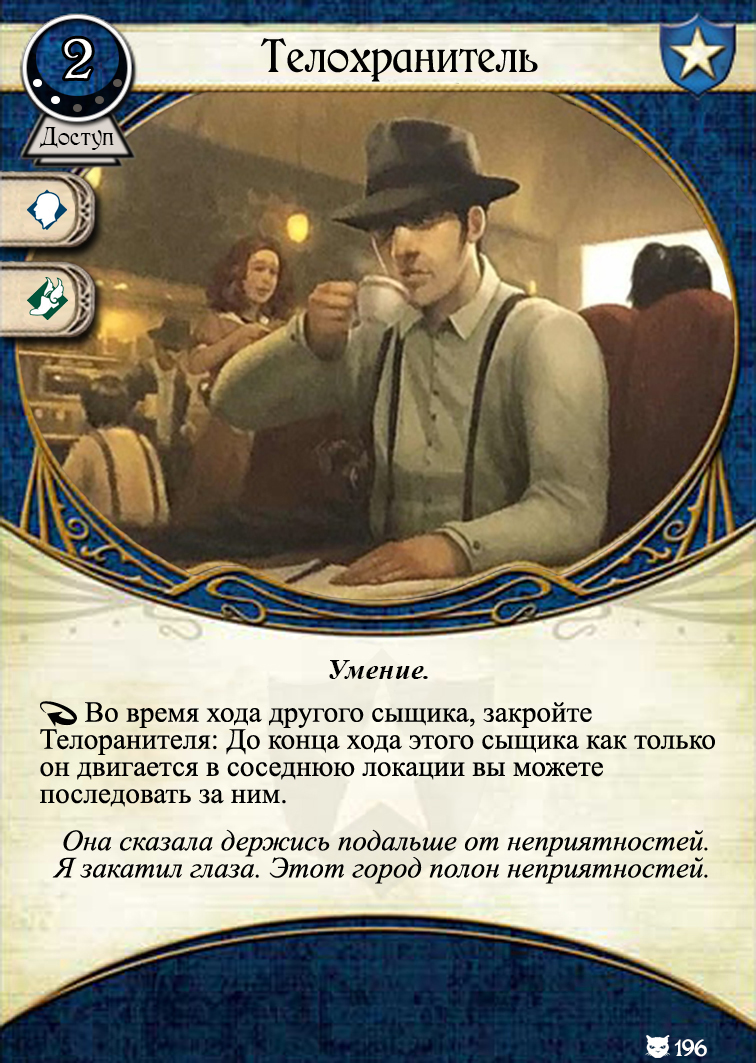 2
Телохранитель
Доступ
Умение.
Во время хода другого сыщика, закройте
Телоранителя: До конца хода этого сыщика как только
он двигается в соседнюю локации вы можете
последовать за ним.
Она сказала держись подальше от неприятностей.
Я закатил глаза. Этот город полон неприятностей.
196